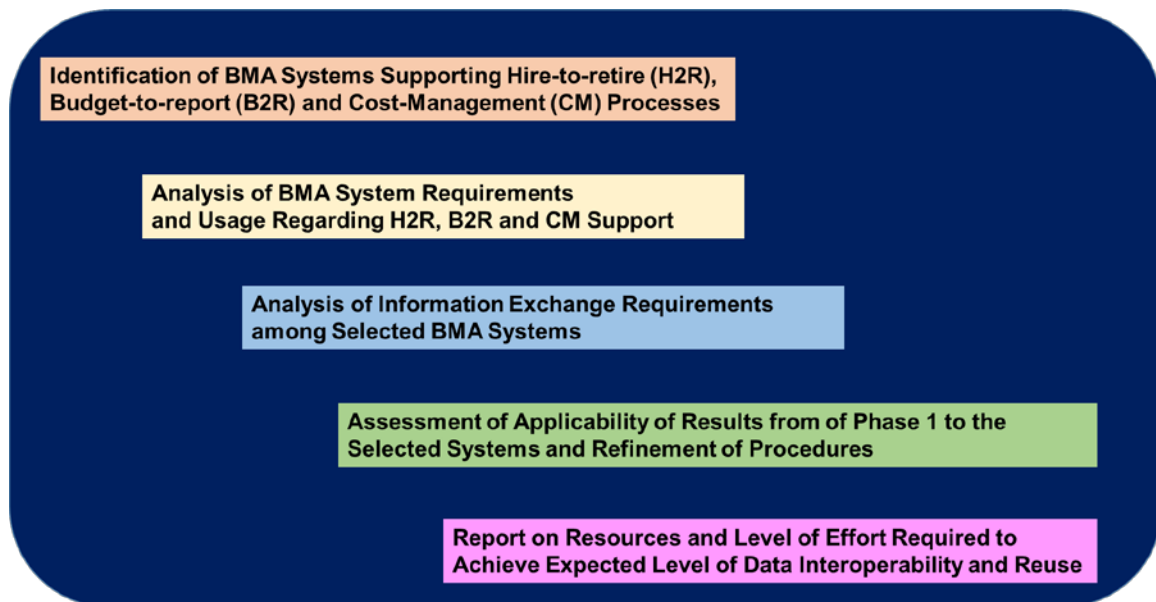 Identification of BMA Systems Supporting Hire-to-retire (H2R),
Budget-to-report (B2R) and Cost-Management (CM) Processes
Analysis of BMA System Requirements
and Usage Regarding H2R, B2R and CM Support
Analysis of Information Exchange Requirements
among Selected BMA Systems
Assessment of Applicability of Results from of Phase 1 to the
Selected Systems and Refinement of Procedures
Report on Resources and Level of Effort Required to
Achieve Expected Level of Data Interoperability and Reuse